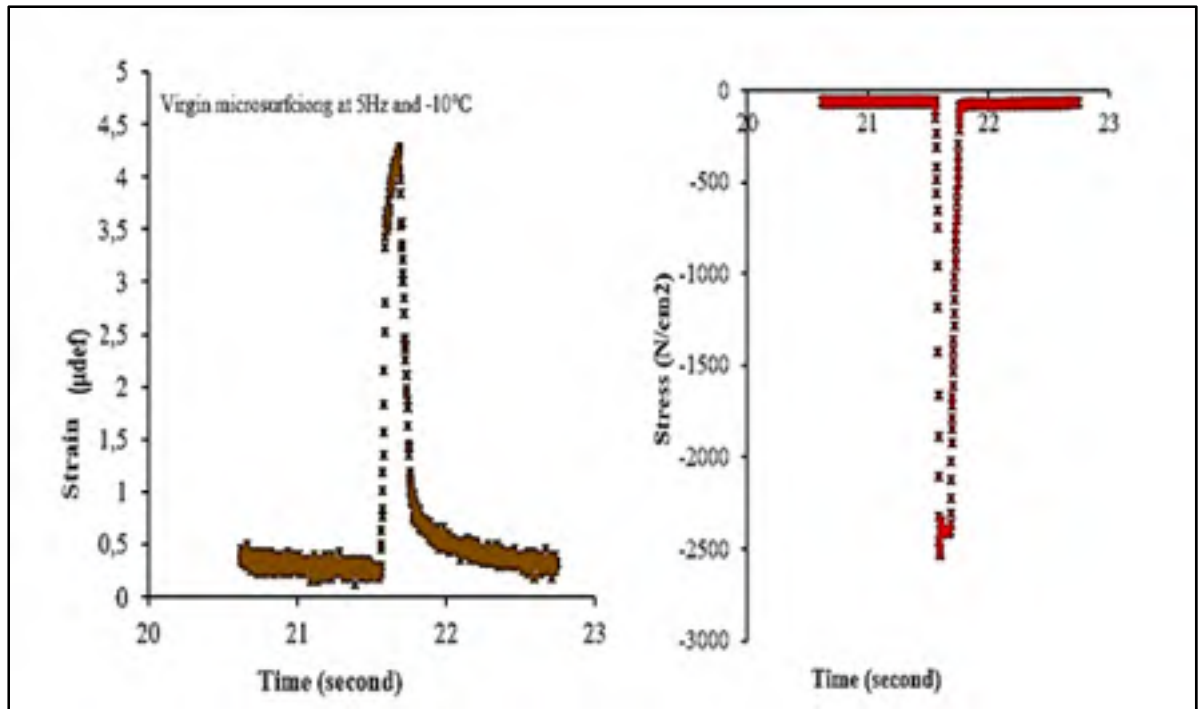 Virgin microsurfciong at 5Hz and -10°C
5
4,5
4
3,5
3
2,5
2
1,5
1
0,5
0
20 21 22 23
Strain (µdef)
Time (second)
0
-500
-1000
-1500
-2000
-2500
-3000
20 21 22 23
Stress (N/cm2)
Time (second)